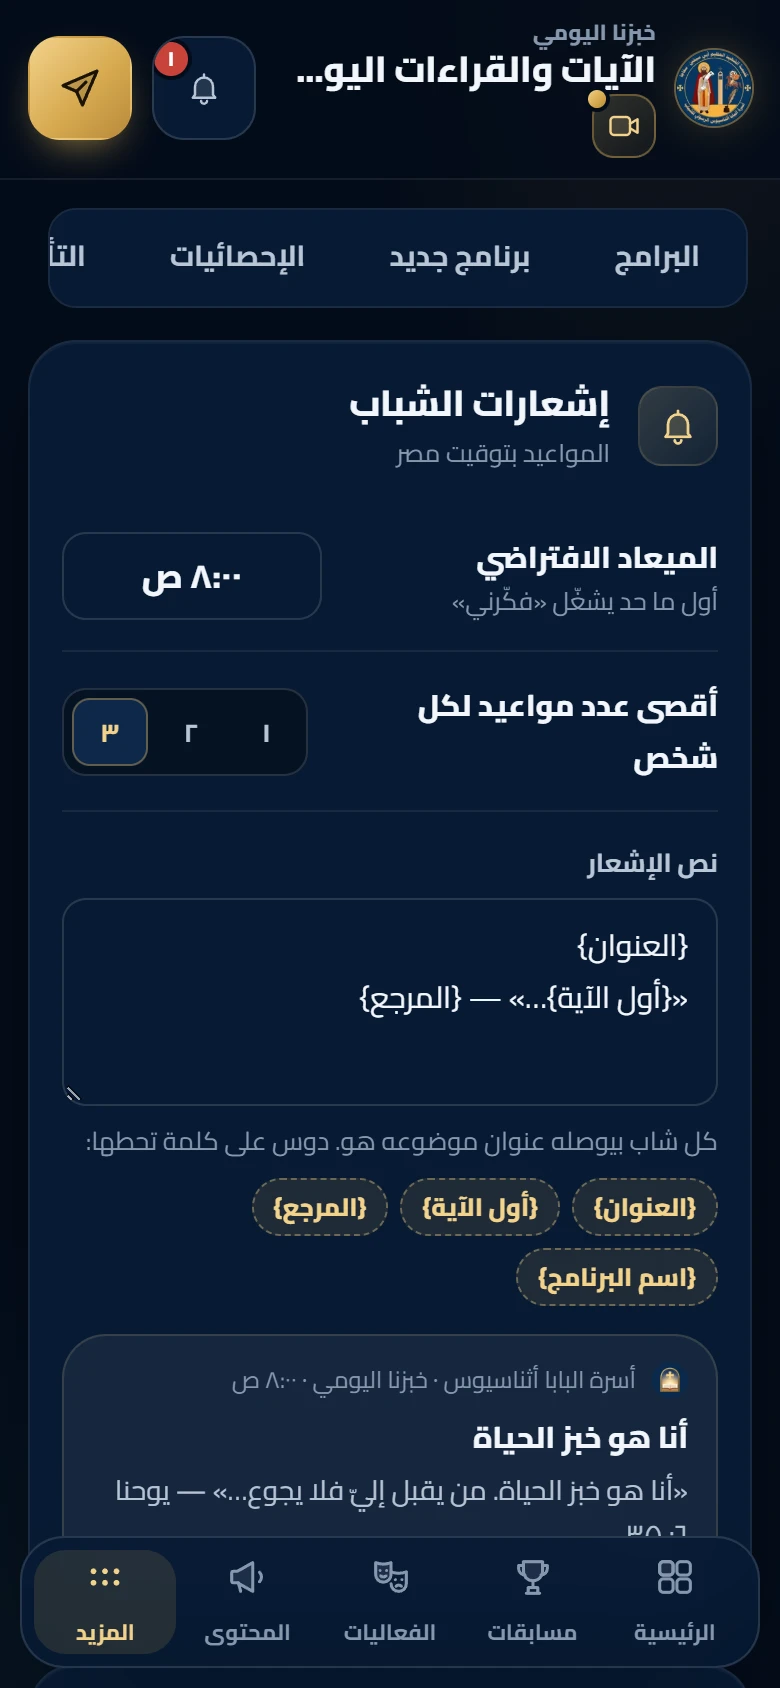 خبزنا اليومي
الآيات والقراءات اليو...
١
البرامج
برنامج جديد
الإحصائيات
التأ
إشعارات الشباب
المواعيد بتوقيت مصر
الميعاد الافتراضي
٨:٠٠ ص
أول ما حد يشغّل «فكّرني»
أقصى عدد مواعيد لكل
شخص
١
٢
٣
نص الإشعار
{العنوان}
«{أول الآية}...» — {المرجع}
كل شاب بيوصله عنوان موضوعه هو. دوس على كلمة تحطها:
{العنوان}
{أول الآية}
{المرجع}
{اسم البرنامج}
أسرة البابا أثناسيوس · خبزنا اليومي · ٨:٠٠ ص
أنا هو خبز الحياة
«أنا هو خبز الحياة. من يقبل إليّ فلا يجوع...» — يوحنا
٦:٣٥
الرئيسية
مسابقات
الفعاليات
المحتوى
المزيد